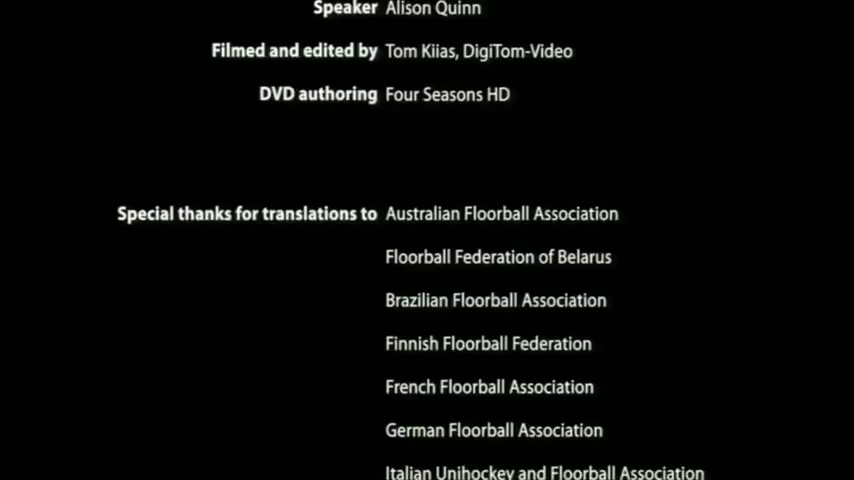 Speaker Alison Quinn
Filmed and edited by Tom Kiias, DigiTom-Video
DVD authoring Four Seasons HD
Special thanks for translations to Australian Floorball Association
Floorball Federation of Belarus
Brazilian Floorball Association
Finnish Floorball Federation
French Floorball Association
German Floorball Association
Italian Unihockey and Floorball Association